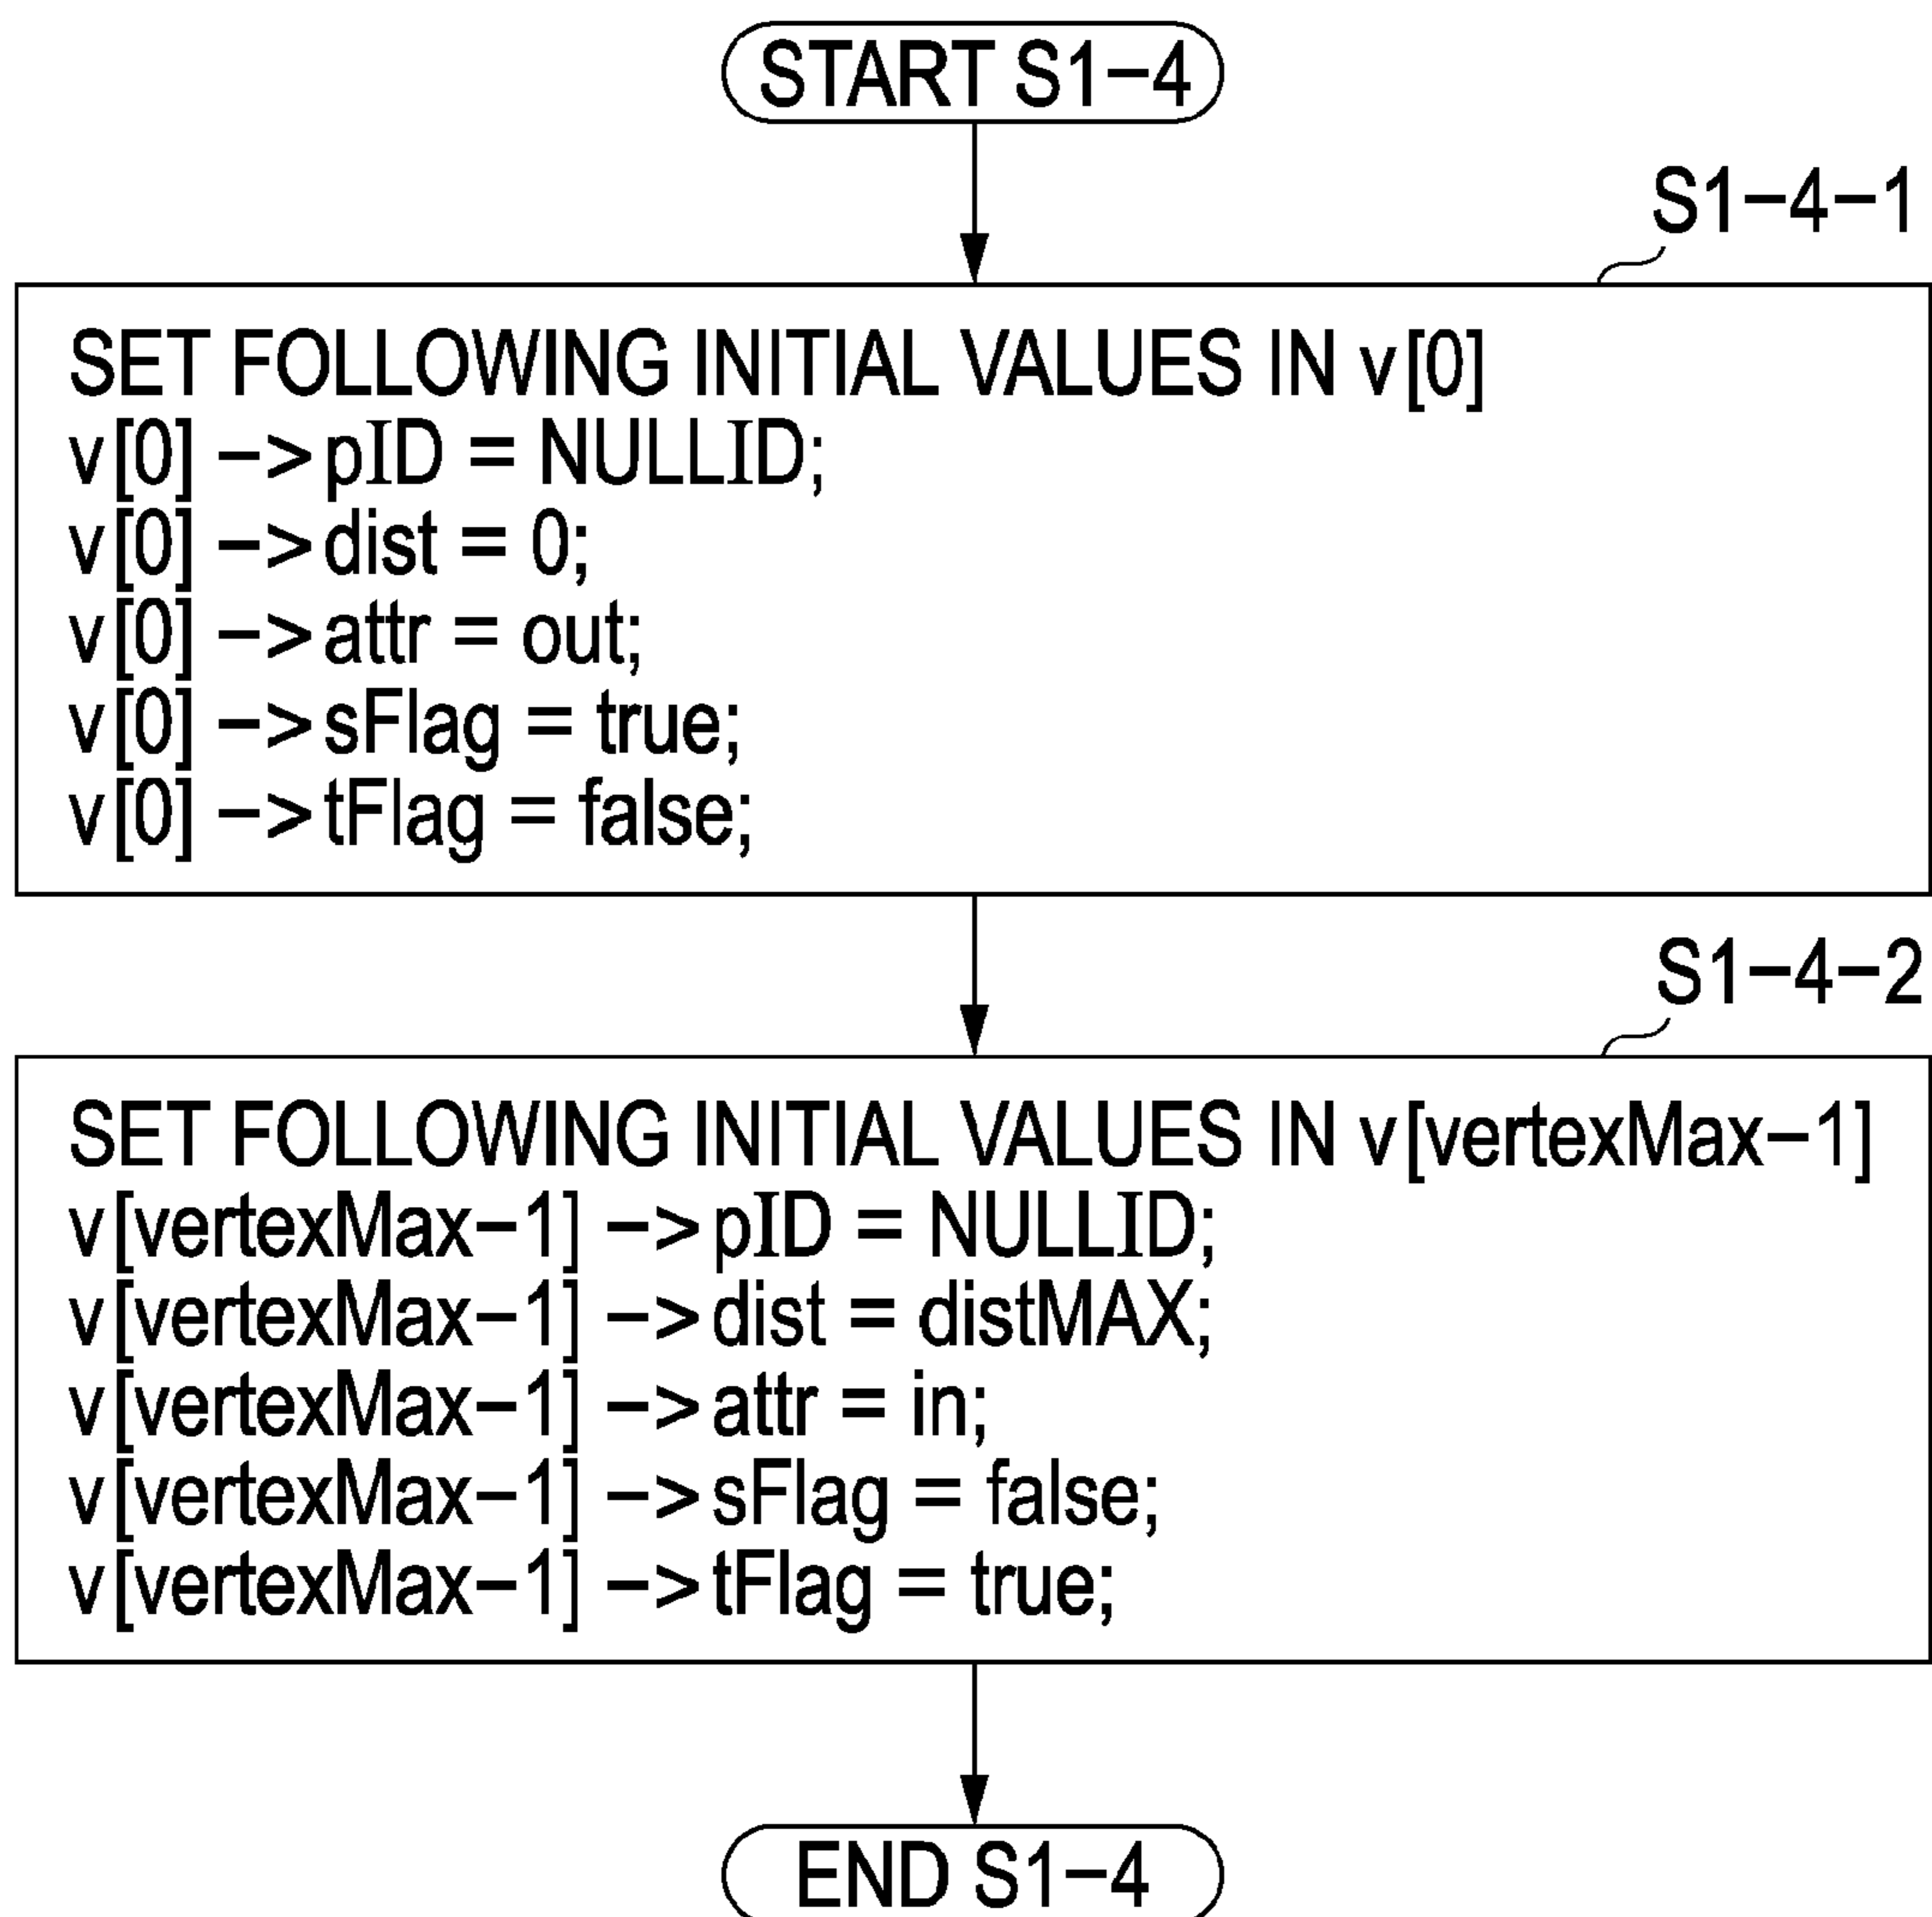 START S1−4
S1−4−1
SET FOLLOWING INITIAL VALUES IN v[0]
v[0] −>pID = NULLID;
v[0] −>dist = 0;
v[0] −>attr = out;
v[0] −>sFlag = true;
v[0] −>tFlag = false;
S1−4−2
SET FOLLOWING INITIAL VALUES IN v[vertexMax−1]
v[vertexMax−1] −>pID = NULLID;
v[vertexMax−1] −>dist = distMAX;
v[vertexMax−1] −>attr = in;
v[vertexMax−1] −>sFlag = false;
v[vertexMax−1] −>tFlag = true;
END S1−4